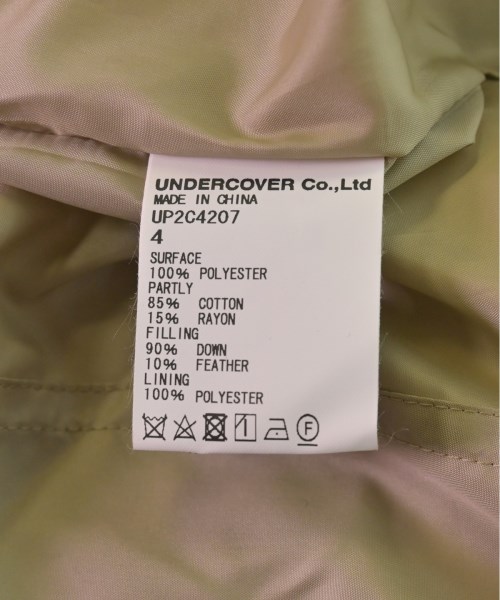 UNDERCOVER Co.,Ltd
MADE IN CHINA
UP2C4207
4
SURFACE
100% POLYESTER
PARTLY
85% COTTON
15% RAYON
FILLING
90% DOWN
10% FEATHER
LINING
100% POLYESTER
F